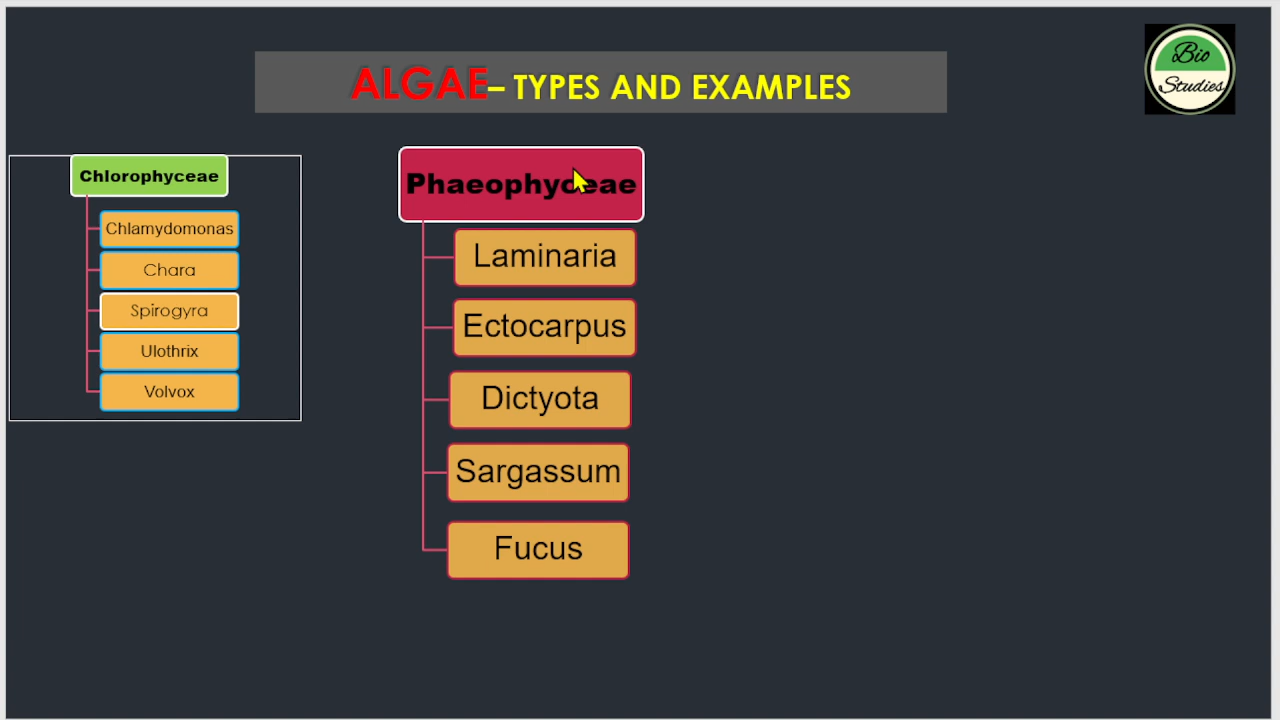 ALGAE– TYPES AND EXAMPLES
Bio
Studies
Chlorophyceae
Chlamydomonas
Chara
Spirogyra
Ulothrix
Volvox
Phaeophyceae
Laminaria
Ectocarpus
Dictyota
Sargassum
Fucus